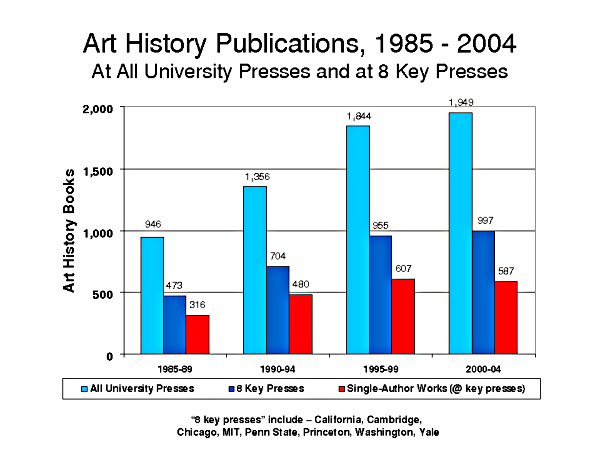 Art History Publications, 1985 - 2004
At All University Presses and at 8 Key Presses
Art History Books
2,000
1,500
1,000
500
0
946
473
316
1,356
704
480
1,844
955
607
1,949
997
587
1985-89
1990-94
1995-99
2000-04
All University Presses
8 Key Presses
Single-Author Works (@ key presses)
“8 key presses” include – California, Cambridge,
Chicago, MIT, Penn State, Princeton, Washington, Yale